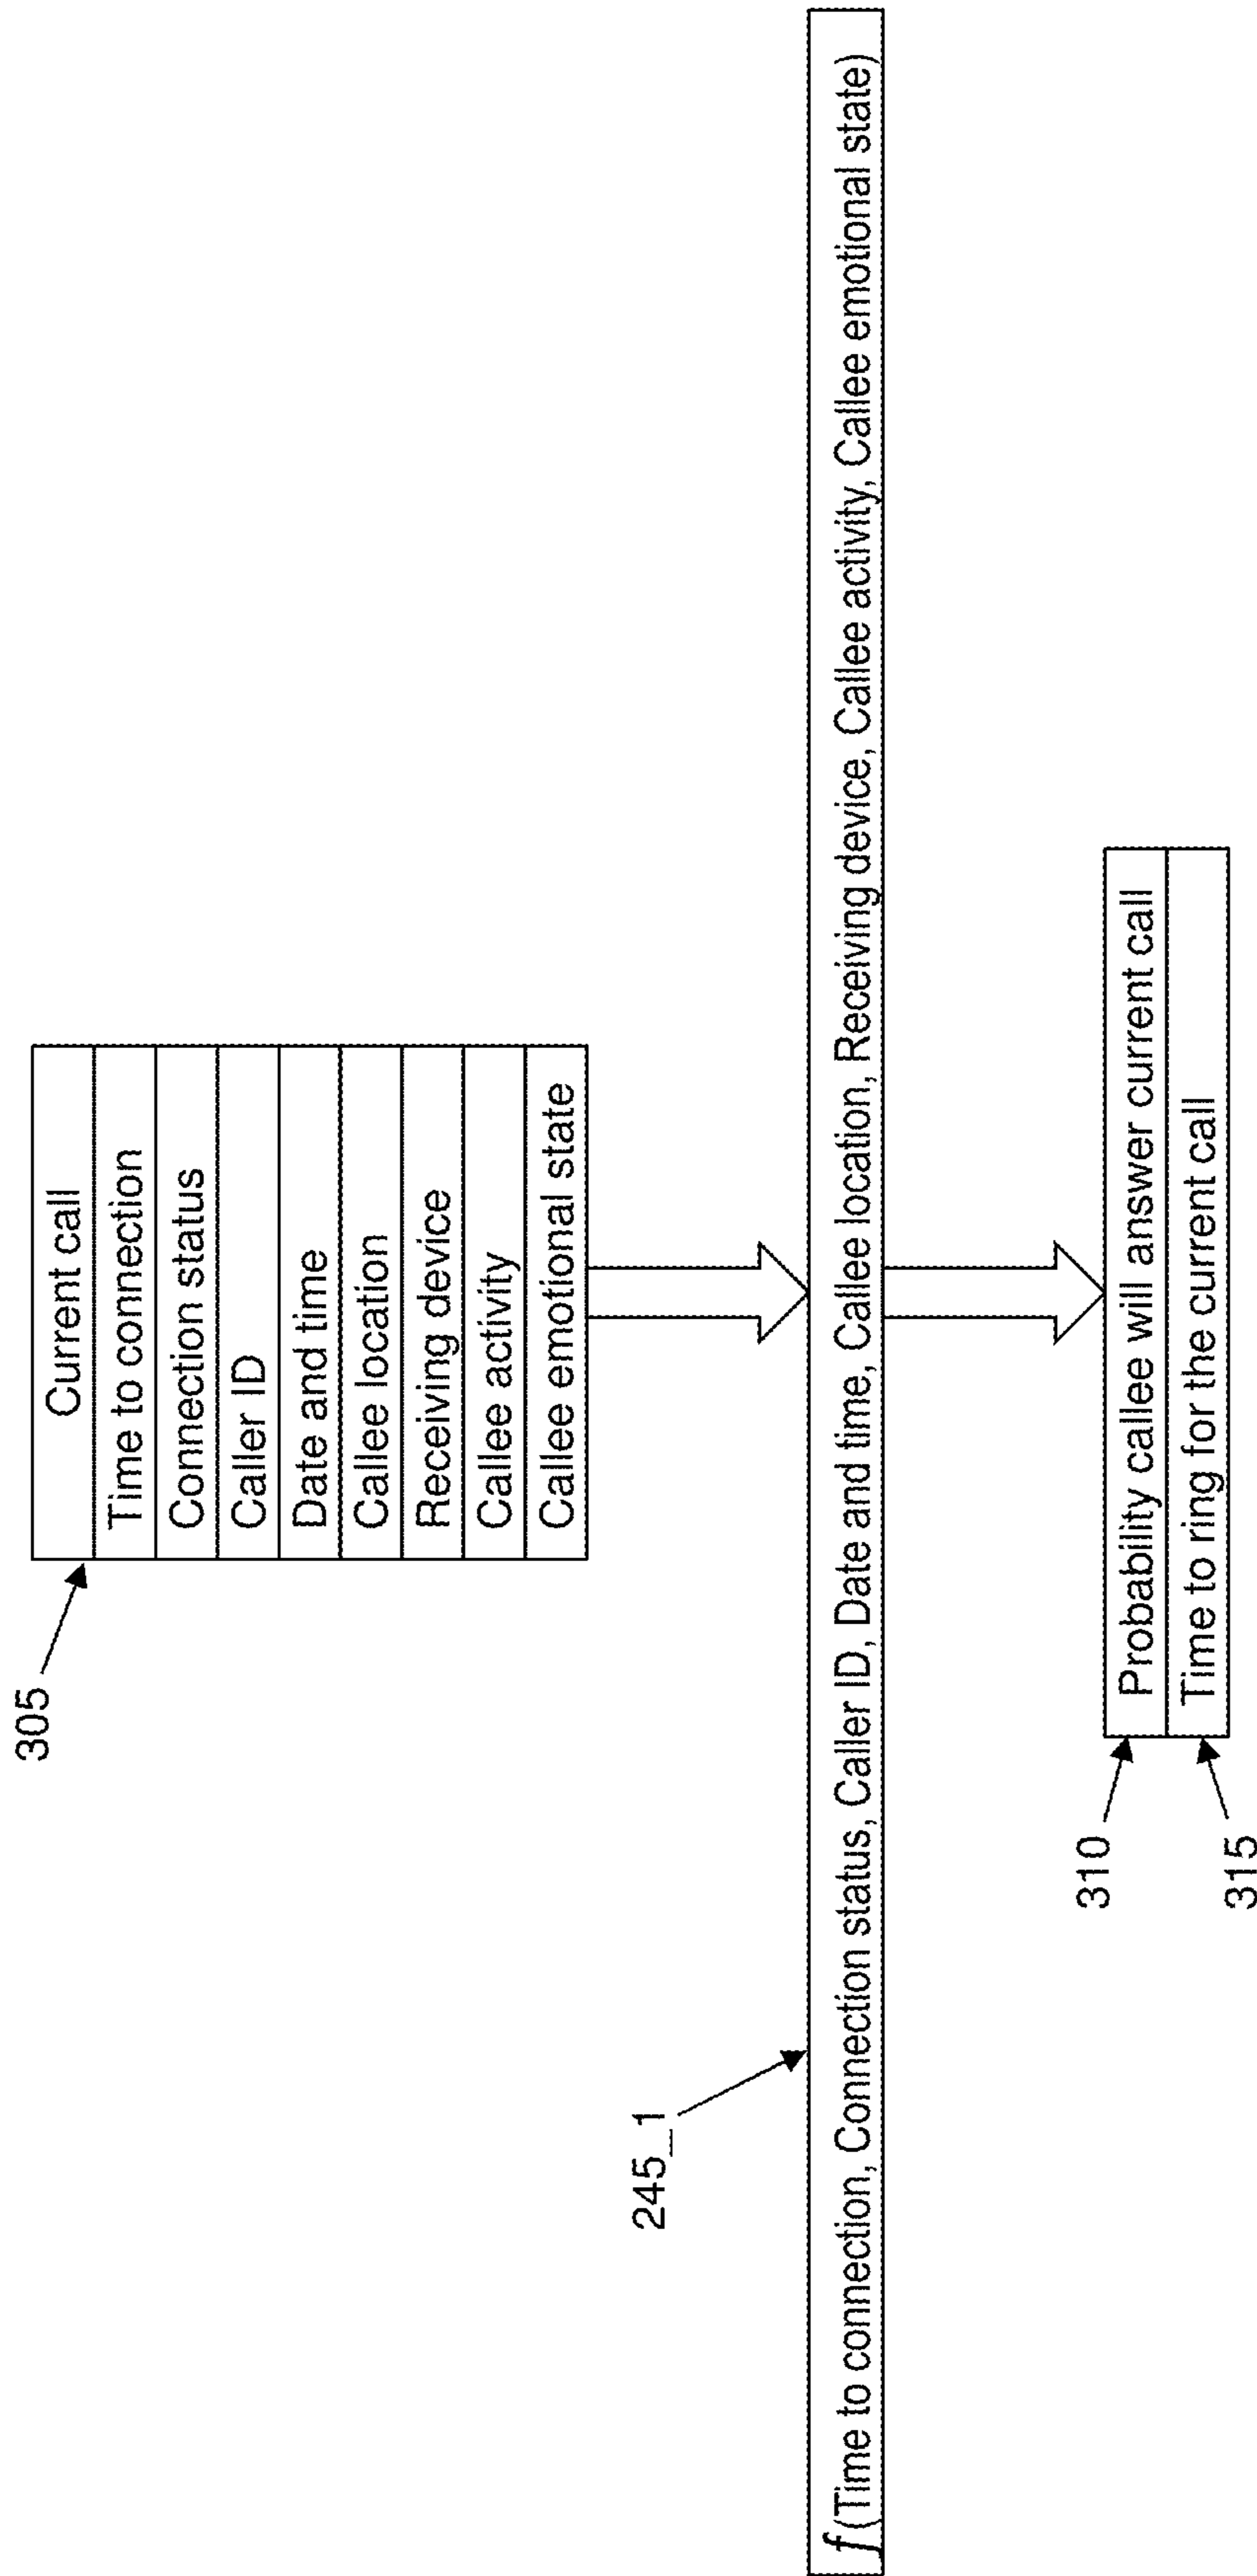 305
Current call
Time to connection
Connection status
Caller ID
Date and time
Callee location
Receiving device
Callee activity
Callee emotional state
245_1
f(Time to connection, Connection status, Caller ID, Date and time, Callee location, Receiving device, Callee activity, Callee emotional state)
310
Probability callee will answer current call
315
Time to ring for the current call